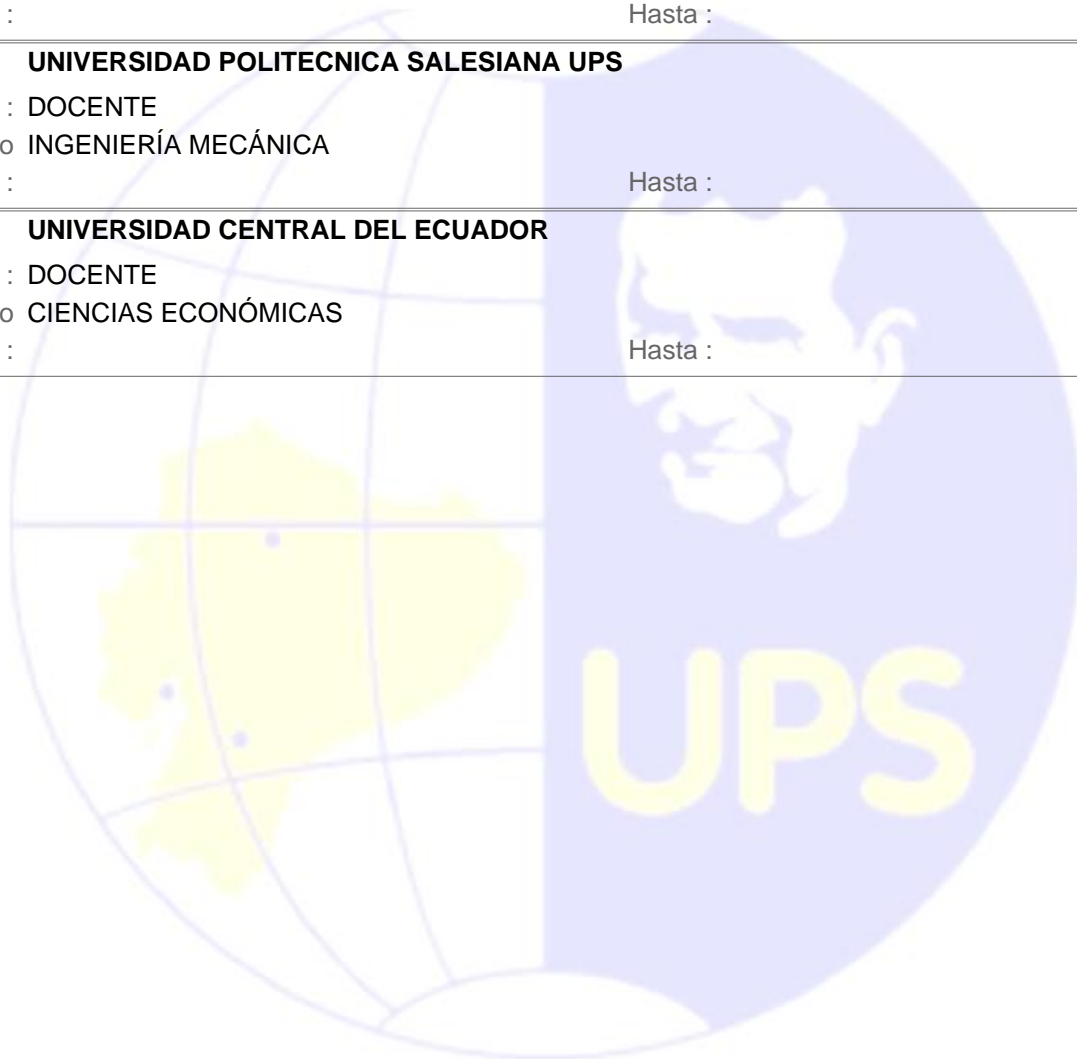 : Hasta :
UNIVERSIDAD POLITECNICA SALESIANA UPS
: DOCENTE
o INGENIERÍA MECÁNICA
: Hasta :
UNIVERSIDAD CENTRAL DEL ECUADOR
: DOCENTE
o CIENCIAS ECONÓMICAS
: Hasta :
UPS